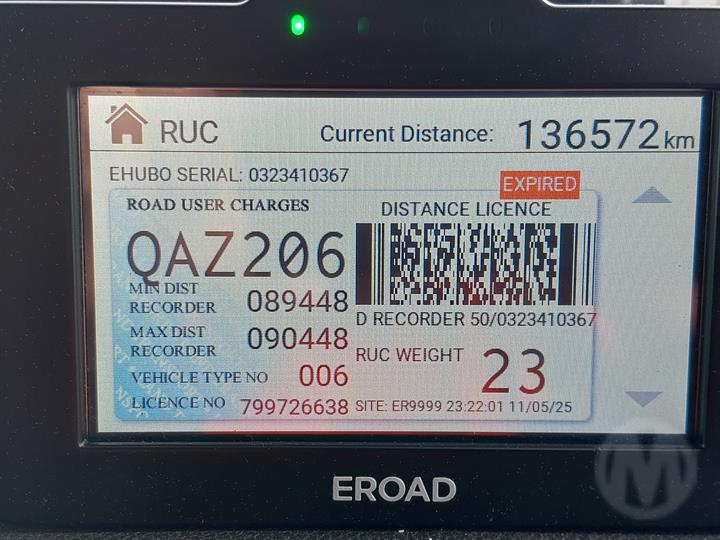 RUC Current Distance: 136572 km
EHUBO SERIAL: 0323410367
EXPIRED
ROAD USER CHARGES
DISTANCE LICENCE
QAZ206
MIN DIST
RECORDER 089448
D RECORDER 50/0323410367
MAX DIST
RECORDER 090448
RUC WEIGHT 23
VEHICLE TYPE NO 006
LICENCE NO 799726638
SITE: ER9999 23:22:01 11/05/25
EROAD
M